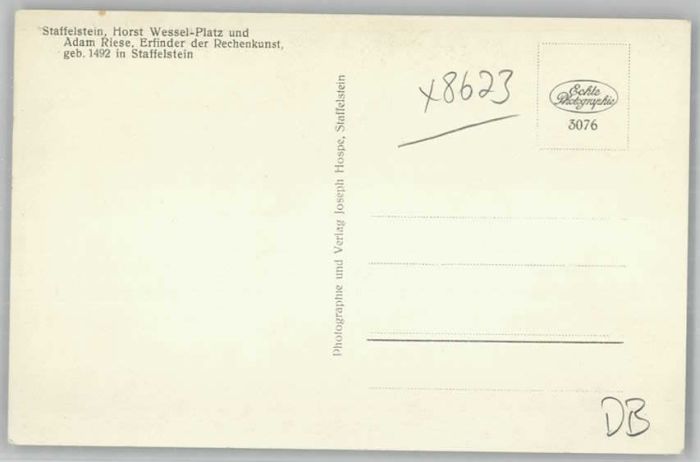 Staffelstein, Horst Wessel-Platz und
Adam Riese, Erfinder der Rechenkunst,
geb. 1492 in Staffelstein
Photographie und Verlag Joseph Hospe, Staffelstein
x8623
Echte
Photographie
3076
DB